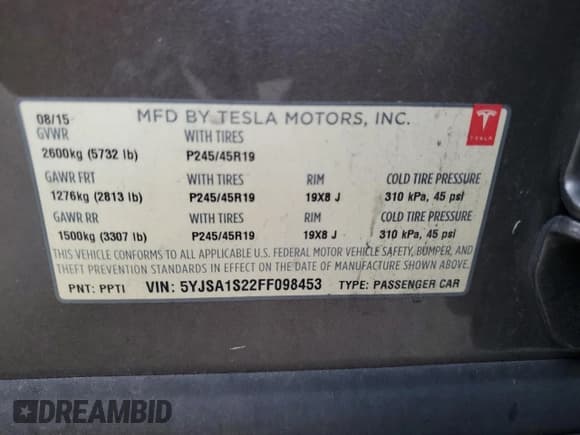 08/15 MFD BY TESLA MOTORS, INC.
TESLA
GVWR WITH TIRES
2600kg (5732 lb) P245/45R19
GAWR FRT WITH TIRES RIM COLD TIRE PRESSURE
1276kg (2813 lb) P245/45R19 19X8 J 310 kPa, 45 psi
GAWR RR WITH TIRES RIM COLD TIRE PRESSURE
1500kg (3307 lb) P245/45R19 19X8 J 310 kPa, 45 psi
THIS VEHICLE CONFORMS TO ALL APPLICABLE U.S. FEDERAL MOTOR VEHICLE SAFETY, BUMPER, AND
THEFT PREVENTION STANDARDS IN EFFECT ON THE DATE OF MANUFACTURE SHOWN ABOVE.
PNT: PPTI VIN: 5YJSA1S22FF098453 TYPE: PASSENGER CAR
DREAMBID